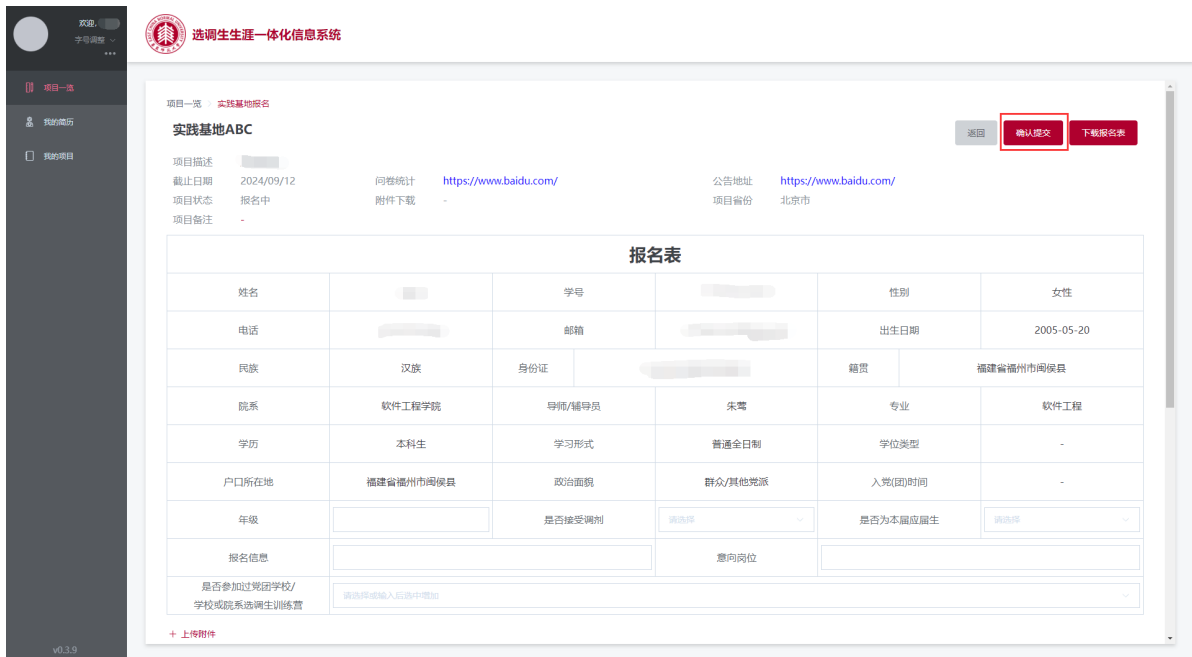 欢迎,
字号调整
选调生生涯一体化信息系统
项目一览
我的简历
我的项目
v0.3.9
项目一览 实践基地报名
实践基地ABC
返回 确认提交 下载报名表
项目描述
截止日期 2024/09/12 问卷统计 https://www.baidu.com/ 公告地址 https://www.baidu.com/
项目状态 报名中 附件下载 - 项目省份 北京市
项目备注 -
报名表
姓名 学号 性别 女性
电话 邮箱 出生日期 2005-05-20
民族 汉族 身份证 籍贯 福建省福州市闽侯县
院系 软件工程学院 导师/辅导员 朱莺 专业 软件工程
学历 本科生 学习形式 普通全日制 学位类型 -
户口所在地 福建省福州市闽侯县 政治面貌 群众/其他党派 入党(团)时间 -
年级 是否接受调剂 请选择 是否为本届应届生 请选择
报名信息 意向岗位
是否参加过党团学校/
学校或院系选调生训练营 请选择或输入后选中增加
+ 上传附件